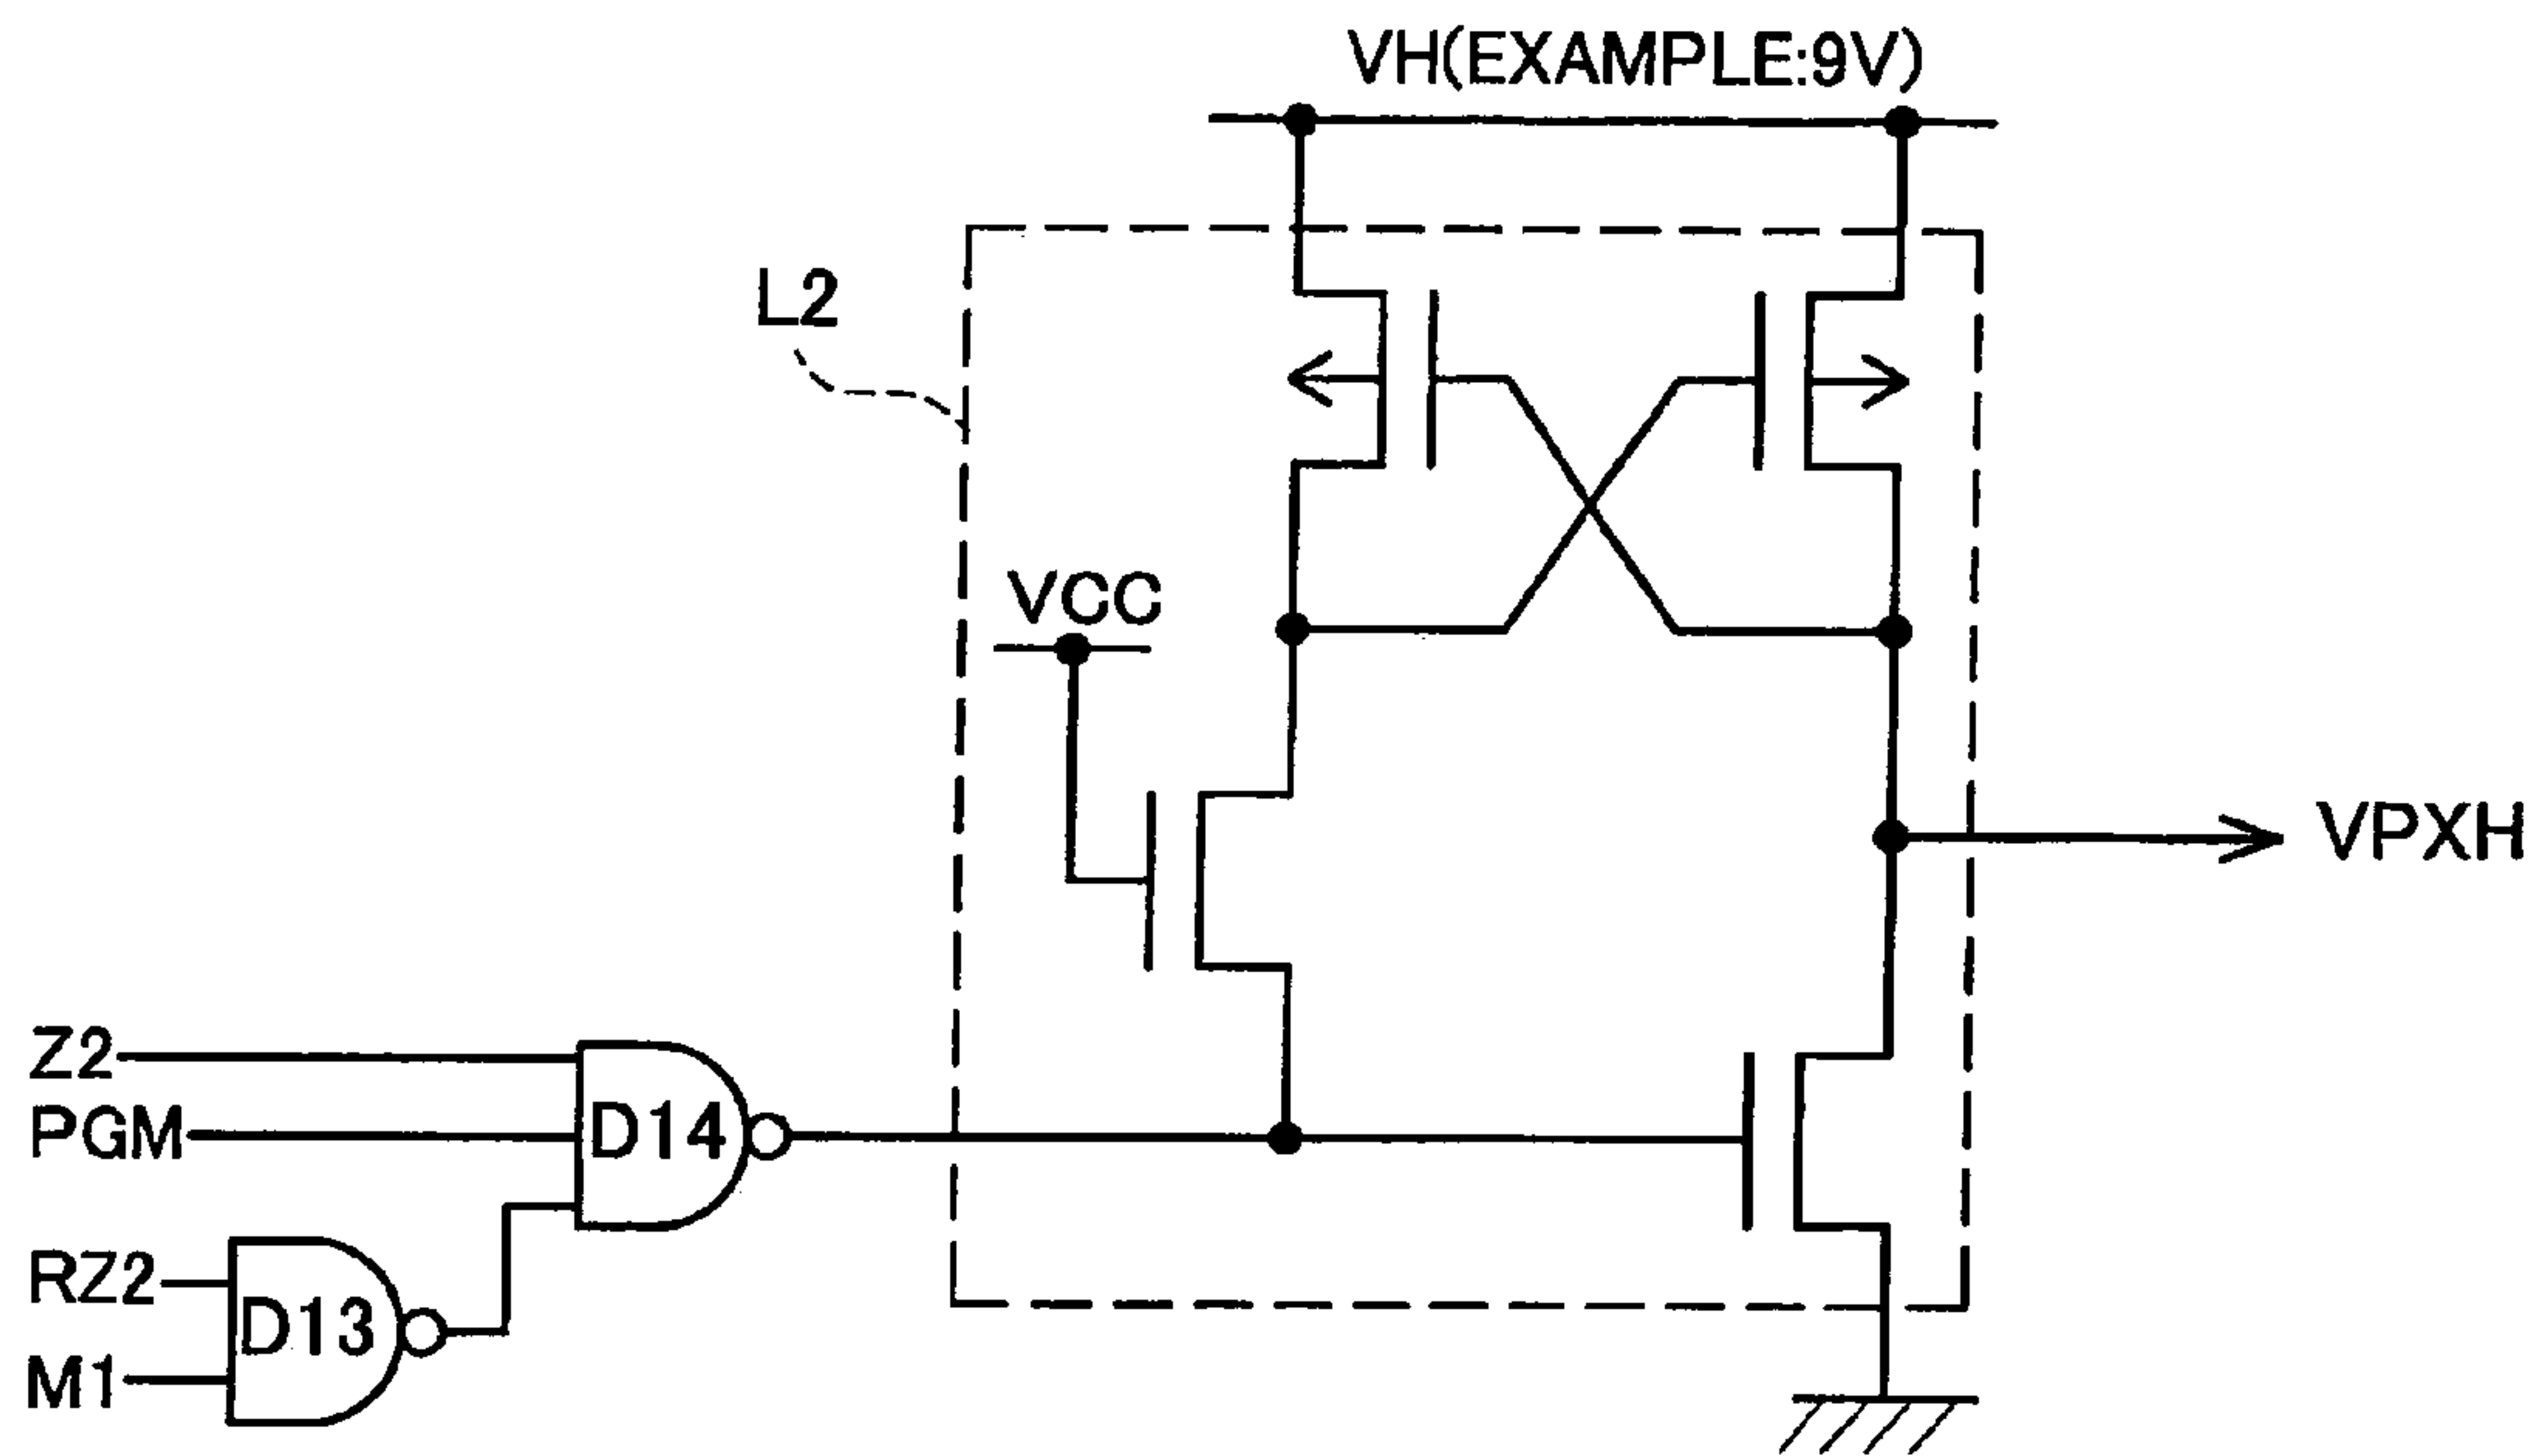 VH(EXAMPLE:9V)
L2
VCC
VPXH
Z2
PGM
D14
RZ2
D13
M1